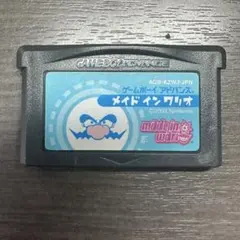 GAME BOY ADVANCE
AGB-AZWJ-JPN
ゲームボーイアドバンス
メイド イン ワリオ
made in
wario